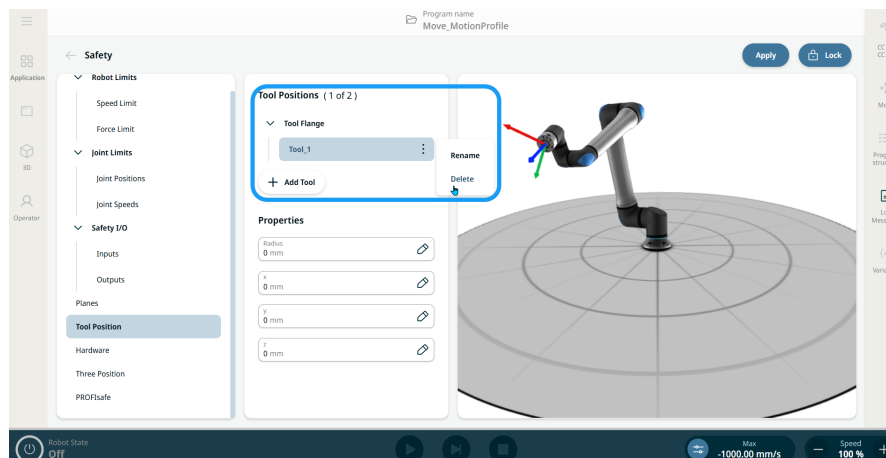 Program name
Move_MotionProfile
Safety
Apply
Lock
Application
3D
Operator
Robot Limits
Speed Limit
Force Limit
Joint Limits
Joint Positions
Joint Speeds
Safety I/O
Inputs
Outputs
Planes
Tool Position
Hardware
Three Position
PROFIsafe
Tool Positions ( 1 of 2 )
Tool Flange
Tool_1
Rename
Delete
Add Tool
Properties
Radius
0 mm
x
0 mm
y
0 mm
z
0 mm
CC
CC
Robot State
Off
Max
-1000.00 mm/s
Speed
100 %